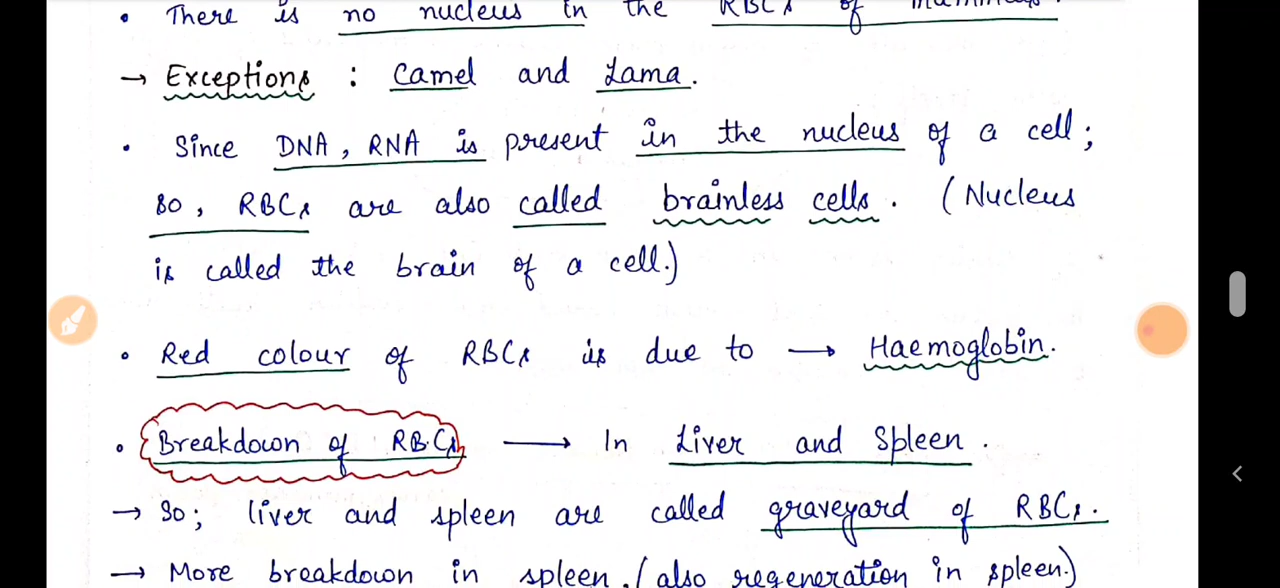 • There is no nucleus in the RBCs of mammals.
→ Exceptions : Camel and Lama.
• Since DNA, RNA is present in the nucleus of a cell;
so, RBCs are also called brainless cells. (Nucleus
is called the brain of a cell.)
• Red colour of RBCs is due to → Haemoglobin.
• Breakdown of RBCs → In Liver and Spleen.
→ So; liver and spleen are called graveyard of RBCs.
→ More breakdown in spleen. (also regeneration in spleen.)